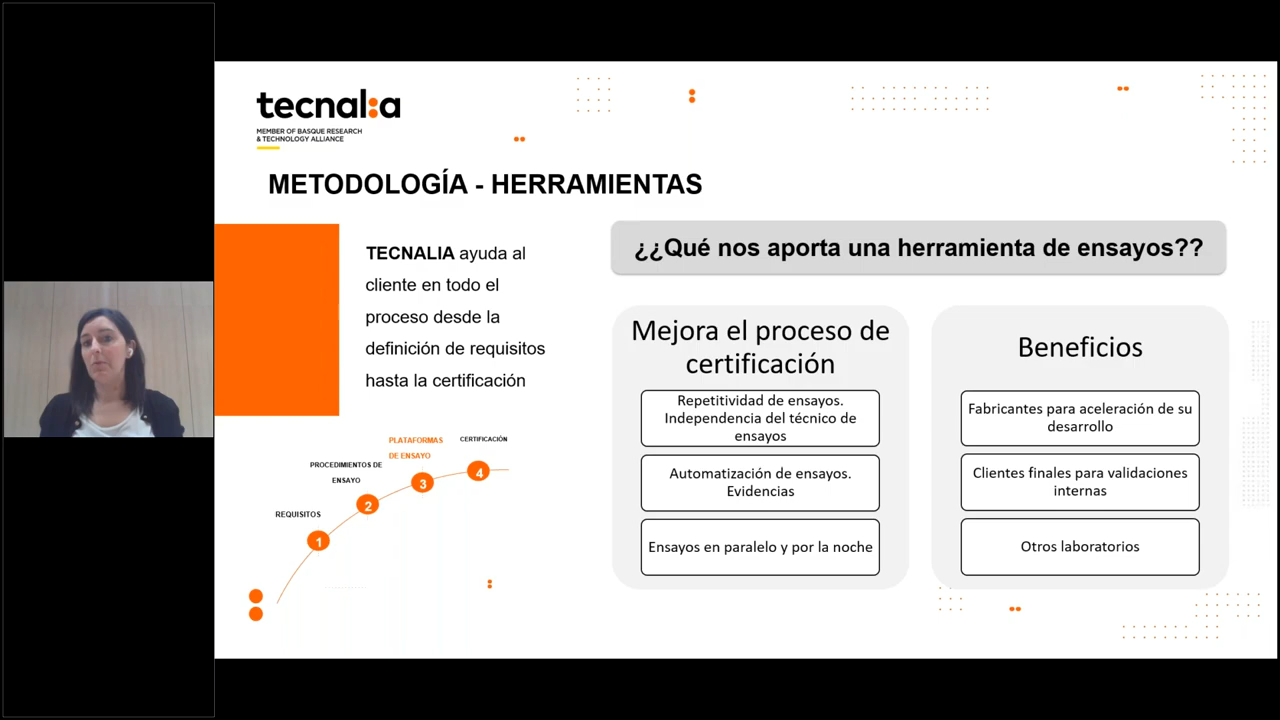 tecnalia
MEMBER OF BASQUE RESEARCH
& TECHNOLOGY ALLIANCE
METODOLOGÍA - HERRAMIENTAS
TECNALIA ayuda al
cliente en todo el
proceso desde la
definición de requisitos
hasta la certificación
REQUISITOS
1
PROCEDIMIENTOS DE
ENSAYO
2
PLATAFORMAS
DE ENSAYO
3
CERTIFICACIÓN
4
¿¿Qué nos aporta una herramienta de ensayos??
Mejora el proceso de
certificación
Repetitividad de ensayos.
Independencia del técnico de
ensayos
Automatización de ensayos.
Evidencias
Ensayos en paralelo y por la noche
Beneficios
Fabricantes para aceleración de su
desarrollo
Clientes finales para validaciones
internas
Otros laboratorios